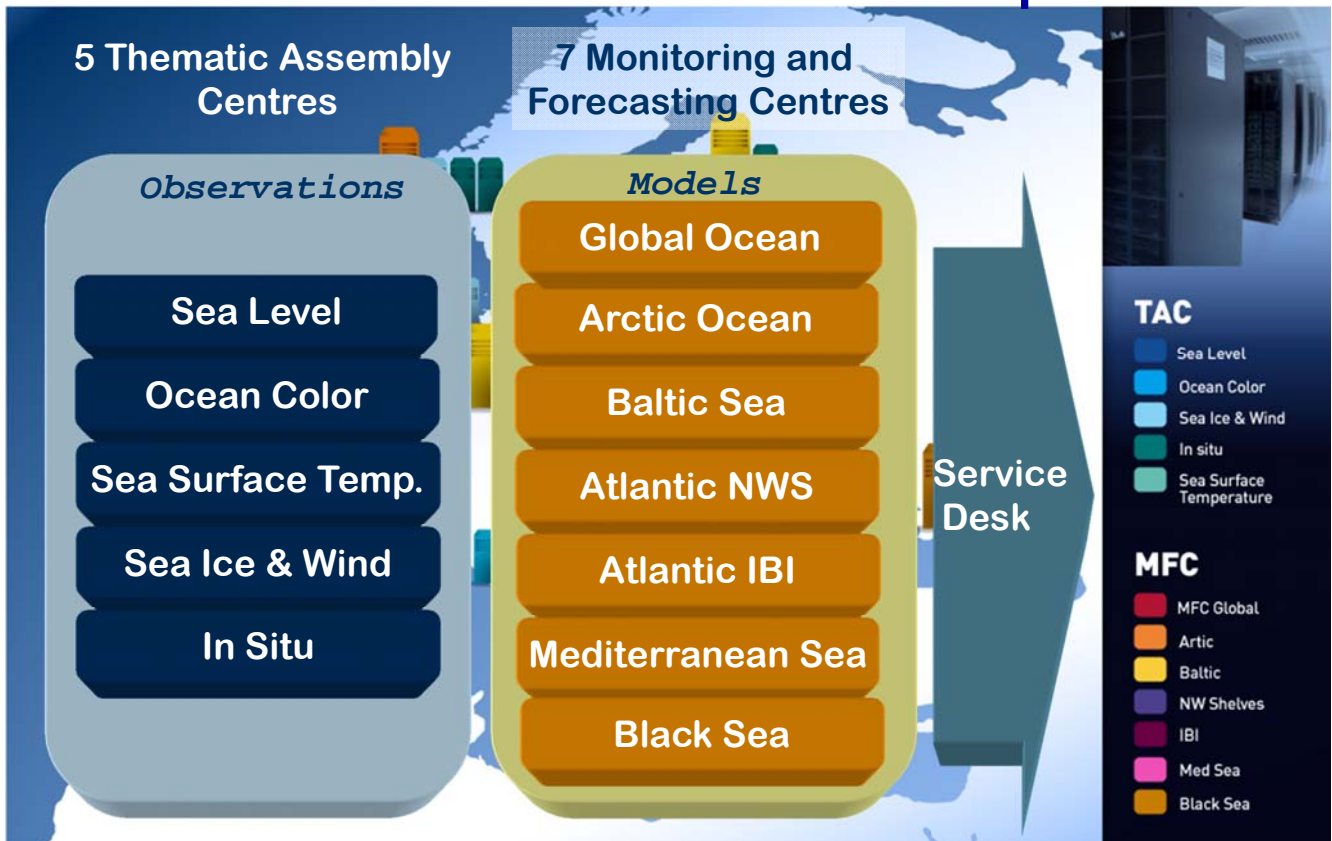 5 Thematic Assembly
Centres
7 Monitoring and
Forecasting Centres
Observations
Sea Level
Ocean Color
Sea Surface Temp.
Sea Ice & Wind
In Situ
Models
Global Ocean
Arctic Ocean
Baltic Sea
Atlantic NWS
Atlantic IBI
Mediterranean Sea
Black Sea
Service
Desk
TAC
Sea Level
Ocean Color
Sea Ice & Wind
In situ
Sea Surface
Temperature
MFC
MFC Global
Artic
Baltic
NW Shelves
IBI
Med Sea
Black Sea